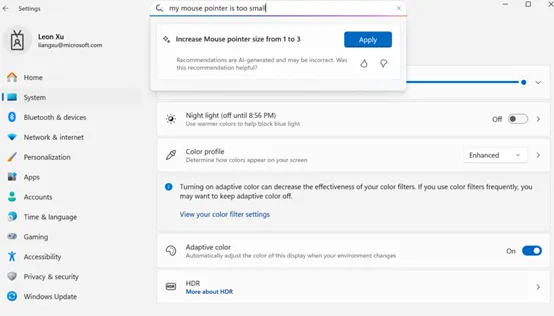 Settings
my mouse pointer is too small
Leon Xu
liangxu@microsoft.com
Increase Mouse pointer size from 1 to 3
Apply
Recommendations are AI-generated and may be incorrect. Was
this recommendation helpful?
Home
System
Bluetooth & devices
Network & internet
Personalization
Apps
Accounts
Time & language
Gaming
Accessibility
Privacy & security
Windows Update
Night light (off until 8:56 PM)
Use warmer colors to help block blue light
Off
Color profile
Determine how colors appear on your screen
Enhanced
Turning on adaptive color can decrease the effectiveness of your color filters. If you use color filters frequently, you
may want to keep adaptive color off.
View your color filter settings
Adaptive color
Automatically adjust the color of this display when your environment changes
On
HDR
More about HDR